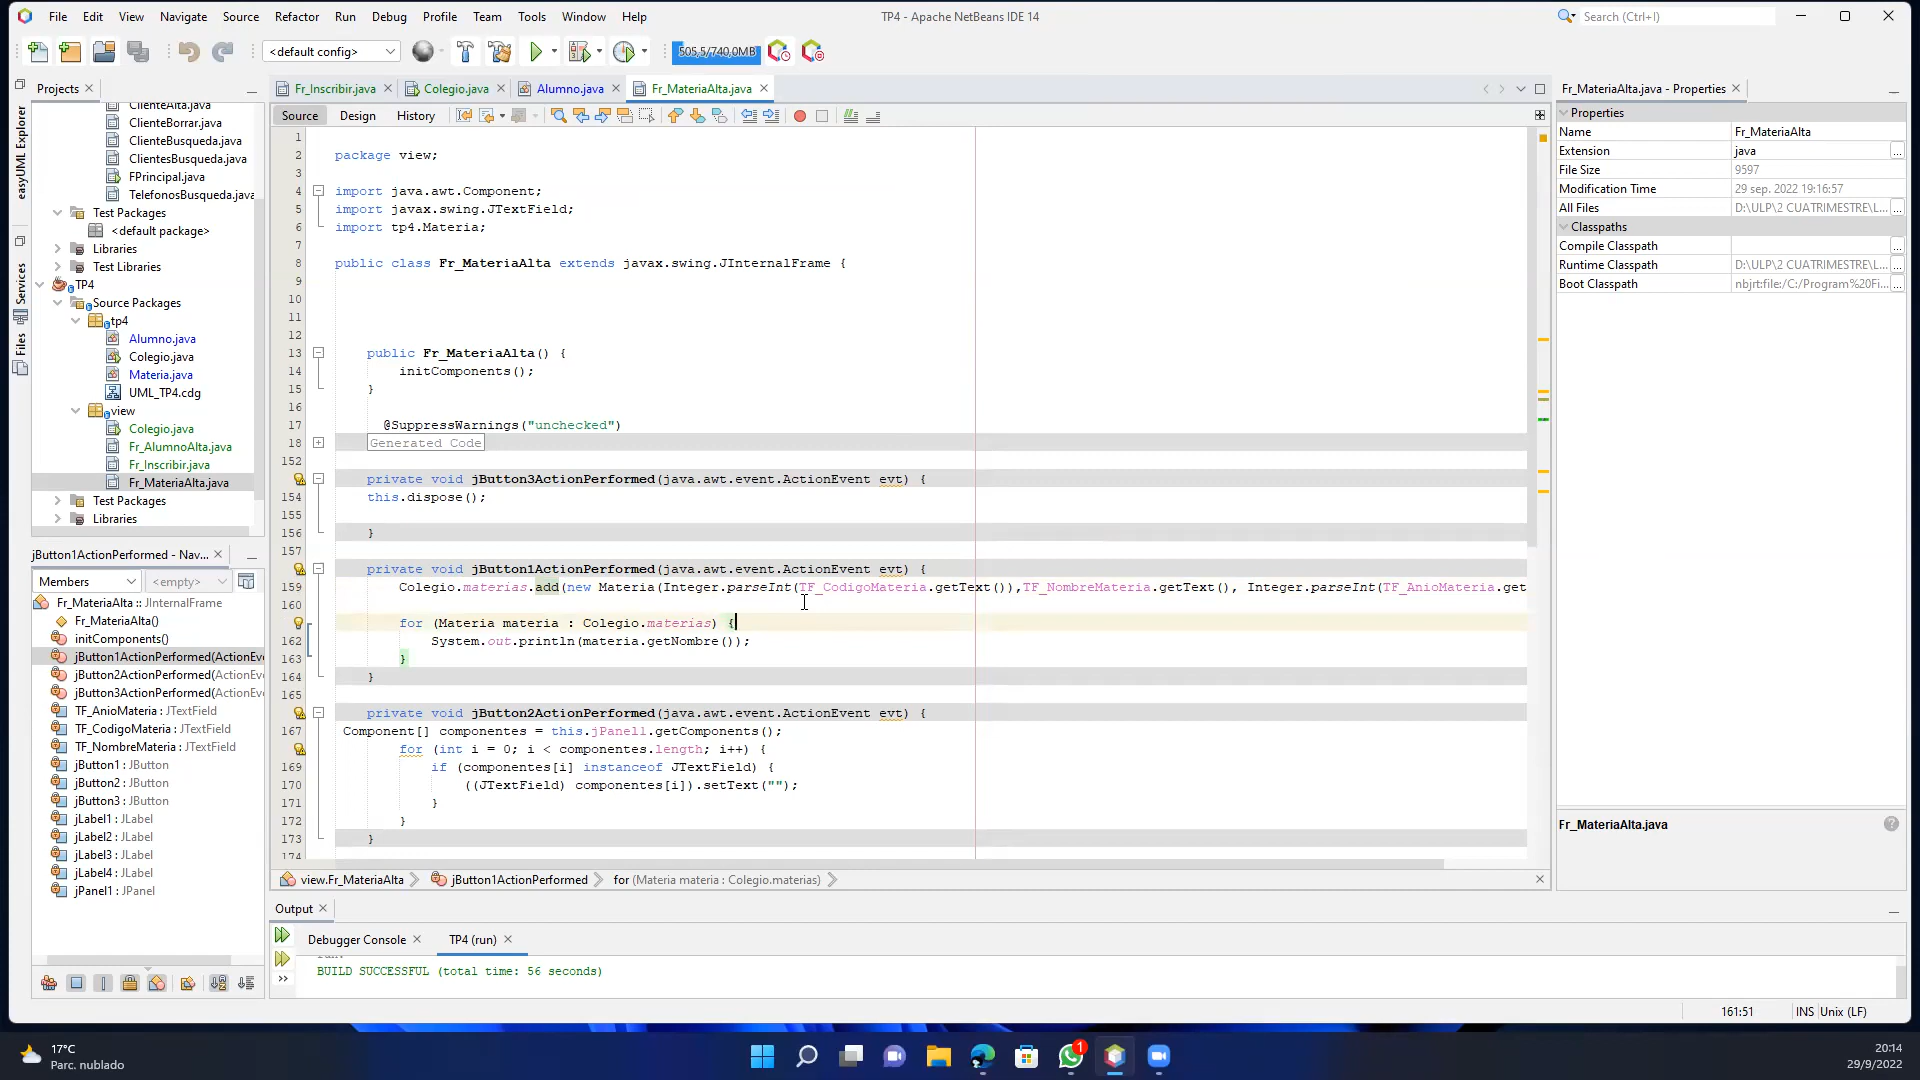 File Edit View Navigate Source Refactor Run Debug Profile Team Tools Window Help
TP4 - Apache NetBeans IDE 14
Search (Ctrl+I)
<default config>
505,5/740,0MB
Projects
easyUML Explorer
Services
Files
ClienteAlta.java
ClienteBorrar.java
ClienteBusqueda.java
ClientesBusqueda.java
FPrincipal.java
TelefonosBusqueda.java
Test Packages
<default package>
Libraries
Test Libraries
TP4
Source Packages
tp4
Alumno.java
Colegio.java
Materia.java
UML_TP4.cdg
view
Colegio.java
Fr_AlumnoAlta.java
Fr_Inscribir.java
Fr_MateriaAlta.java
Test Packages
Libraries
jButton1ActionPerformed - Nav...
Members
<empty>
Fr_MateriaAlta :: JInternalFrame
Fr_MateriaAlta()
initComponents()
jButton1ActionPerformed(ActionEve
jButton2ActionPerformed(ActionEve
jButton3ActionPerformed(ActionEve
TF_AnioMateria : JTextField
TF_CodigoMateria : JTextField
TF_NombreMateria : JTextField
jButton1 : JButton
jButton2 : JButton
jButton3 : JButton
jLabel1 : JLabel
jLabel2 : JLabel
jLabel3 : JLabel
jLabel4 : JLabel
jPanel1 : JPanel
Fr_Inscribir.java Colegio.java Alumno.java Fr_MateriaAlta.java
Source Design History
1
2 package view;
3
4 import java.awt.Component;
5 import javax.swing.JTextField;
6 import tp4.Materia;
7
8 public class Fr_MateriaAlta extends javax.swing.JInternalFrame {
9
10
11
12
13 public Fr_MateriaAlta() {
14 initComponents();
15 }
16
17 @SuppressWarnings("unchecked")
18 Generated Code
152
private void jButton3ActionPerformed(java.awt.event.ActionEvent evt) {
154 this.dispose();
155
156 }
157
private void jButton1ActionPerformed(java.awt.event.ActionEvent evt) {
159 Colegio.materias.add(new Materia(Integer.parseInt(TF_CodigoMateria.getText()),TF_NombreMateria.getText(), Integer.parseInt(TF_AnioMateria.get
160
for (Materia materia : Colegio.materias) {
162 System.out.println(materia.getNombre());
163 }
164 }
165
private void jButton2ActionPerformed(java.awt.event.ActionEvent evt) {
167 Component[] componentes = this.jPanel1.getComponents();
for (int i = 0; i < componentes.length; i++) {
169 if (componentes[i] instanceof JTextField) {
170 ((JTextField) componentes[i]).setText("");
171 }
172 }
173 }
174
view.Fr_MateriaAlta jButton1ActionPerformed for (Materia materia : Colegio.materias)
Output
Debugger Console TP4 (run)
run:
BUILD SUCCESSFUL (total time: 56 seconds)
Fr_MateriaAlta.java - Properties
Properties
Name Fr_MateriaAlta
Extension java
File Size 9597
Modification Time 29 sep. 2022 19:16:57
All Files D:\ULP\2 CUATRIMESTRE\L...
Classpaths
Compile Classpath
Runtime Classpath D:\ULP\2 CUATRIMESTRE\L...
Boot Classpath nbjrt:file:/C:/Program%20Fi...
Fr_MateriaAlta.java
161:51 INS Unix (LF)
17°C
Parc. nublado
1
20:14
29/9/2022